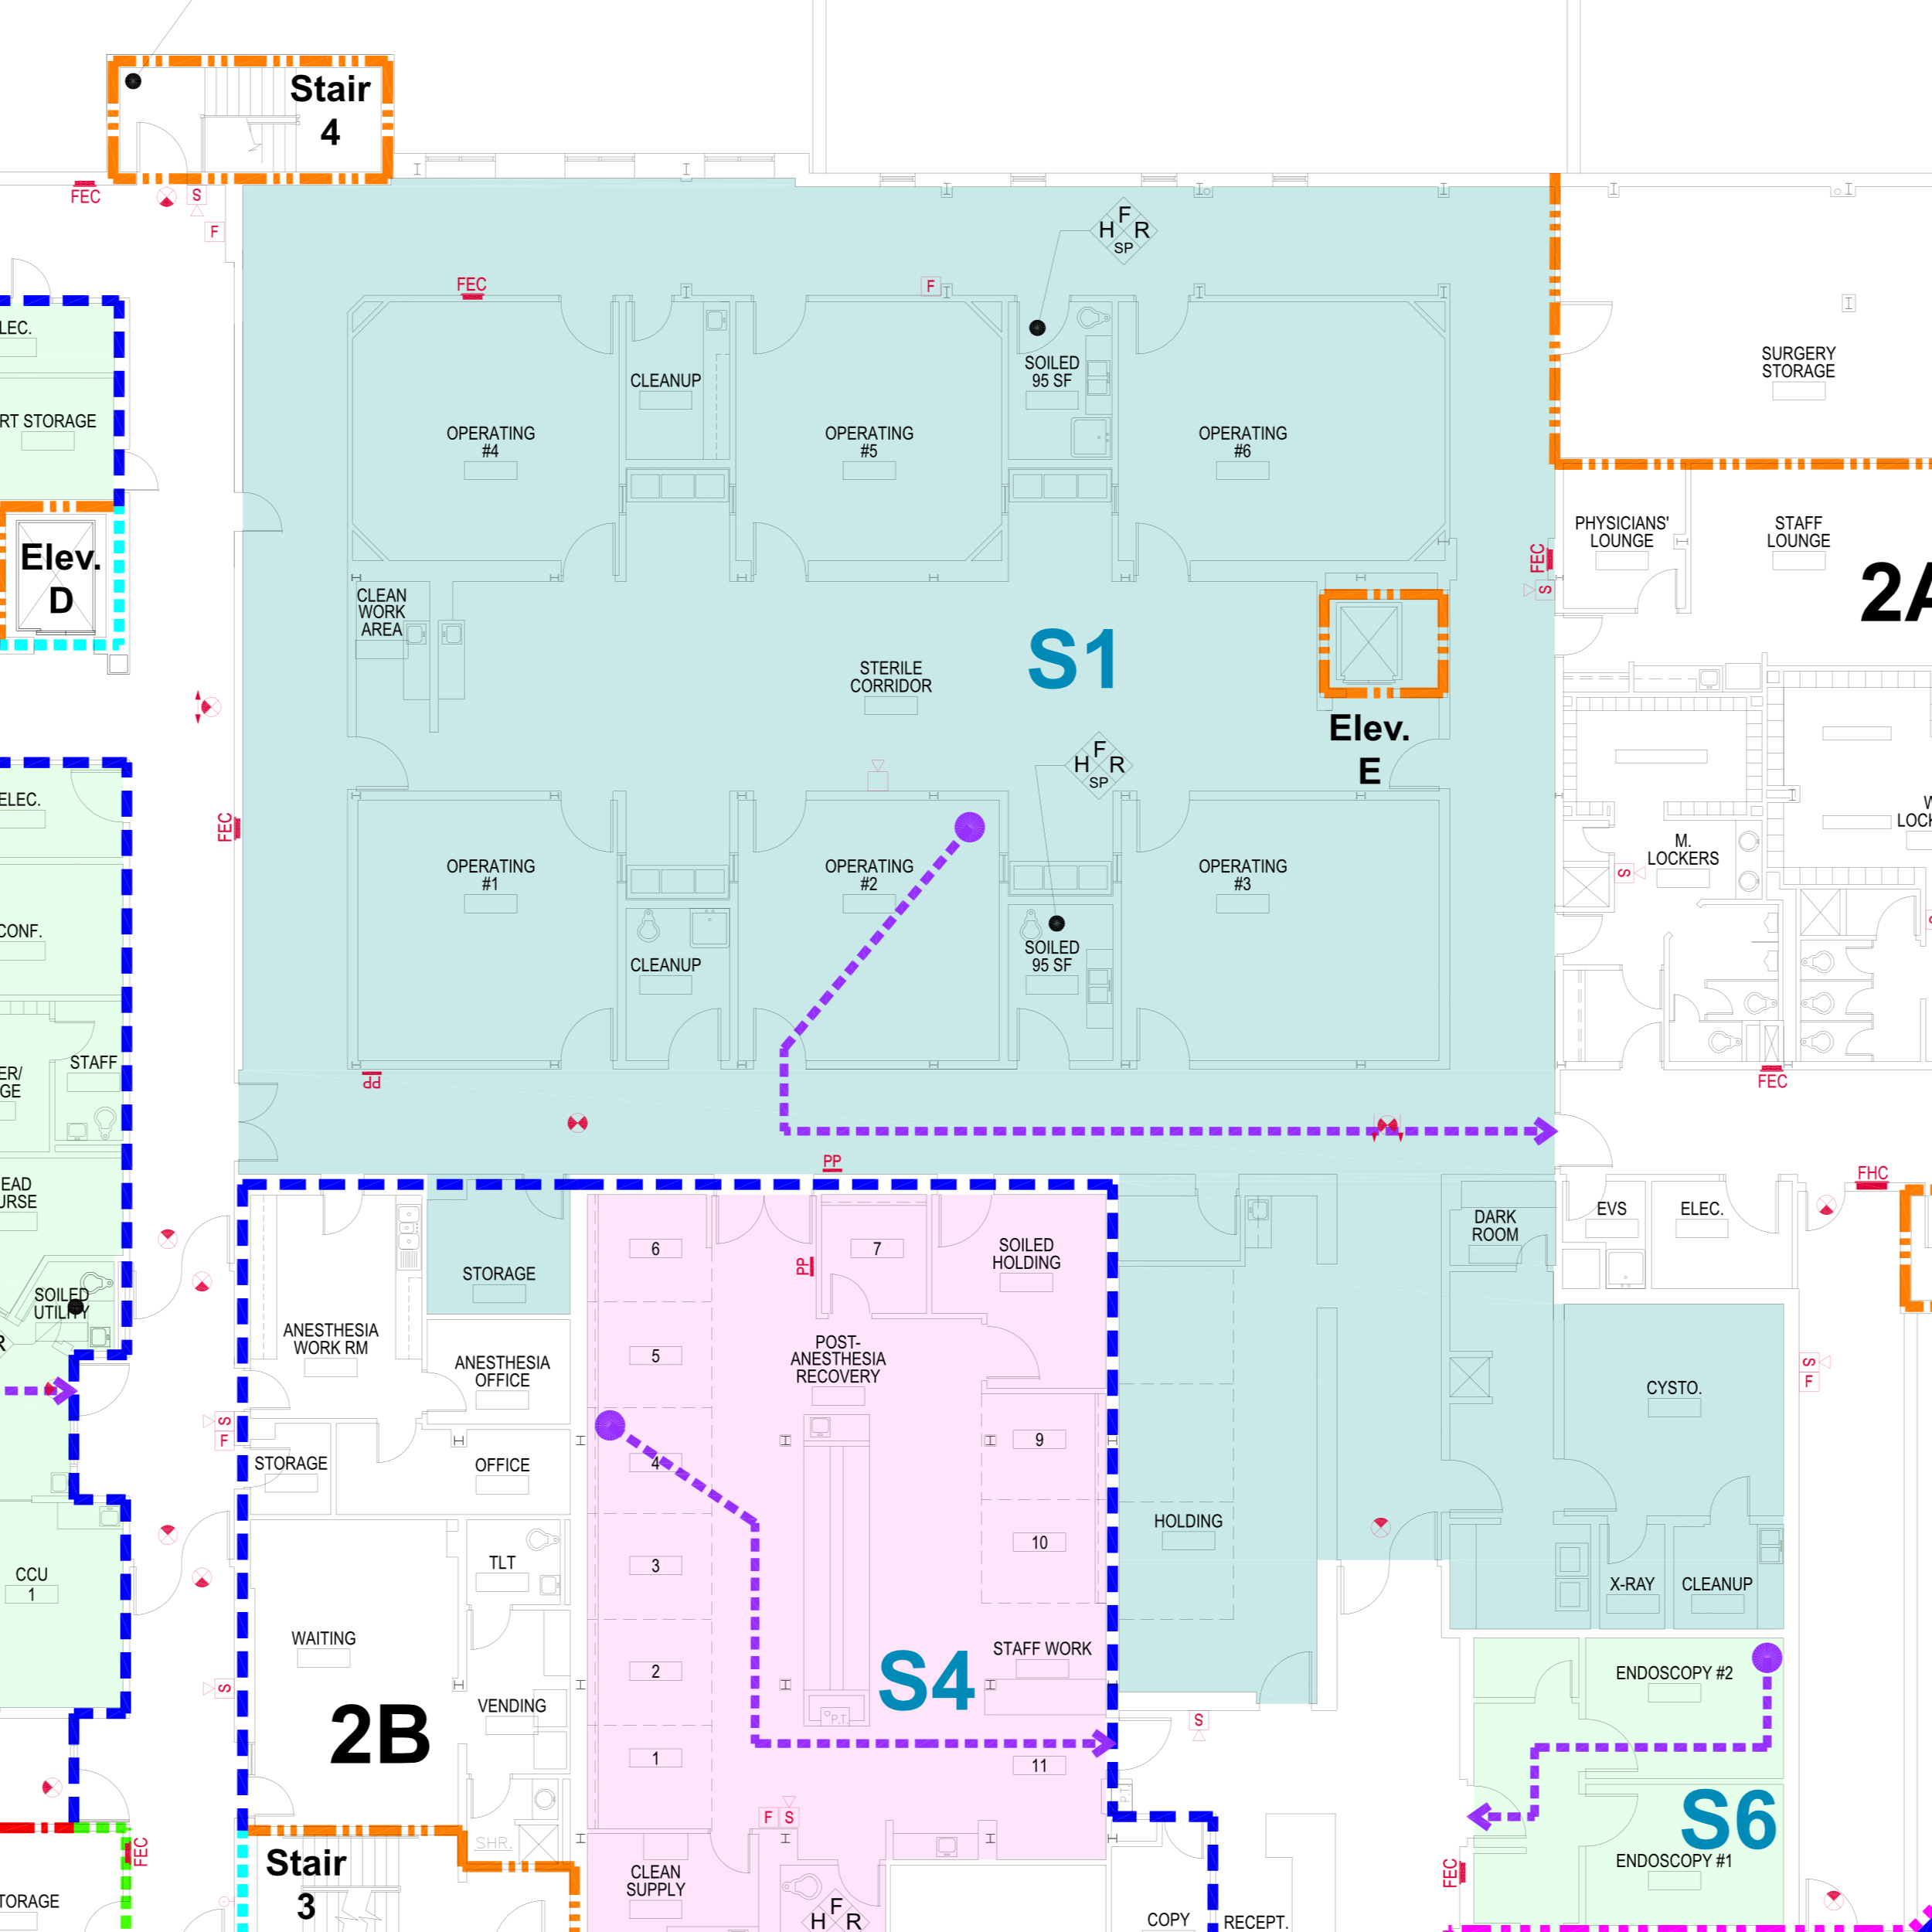 Stair
4
FEC
S
F
F
H R
SP
FEC
F
LEC.
CLEANUP
SOILED
95 SF
SURGERY
STORAGE
RT STORAGE
OPERATING
#4
OPERATING
#5
OPERATING
#6
PHYSICIANS'
LOUNGE
STAFF
LOUNGE
Elev.
D
FEC
S
2A
CLEAN
WORK
AREA
STERILE
CORRIDOR
S1
Elev.
E
F
H R
SP
ELEC.
FEC
LOCK
M.
LOCKERS
S
OPERATING
#1
OPERATING
#2
OPERATING
#3
CONF.
CLEANUP
SOILED
95 SF
STAFF
ER/
GE
PP
FEC
PP
EAD
URSE
FHC
6
7
SOILED
HOLDING
DARK
ROOM
EVS
ELEC.
PP
STORAGE
SOILED
UTILITY
R
ANESTHESIA
WORK RM
ANESTHESIA
OFFICE
5
POST-
ANESTHESIA
RECOVERY
S
F
CYSTO.
S
F
STORAGE
OFFICE
4
9
HOLDING
10
TLT
3
CCU
1
X-RAY
CLEANUP
WAITING
2
STAFF WORK
S
S4
ENDOSCOPY #2
2B
VENDING
S
P.T.
1
11
P.T.
F S
S6
SHR.
FEC
Stair
3
CLEAN
SUPPLY
FEC
ENDOSCOPY #1
TORAGE
F
H R
COPY
RECEPT.